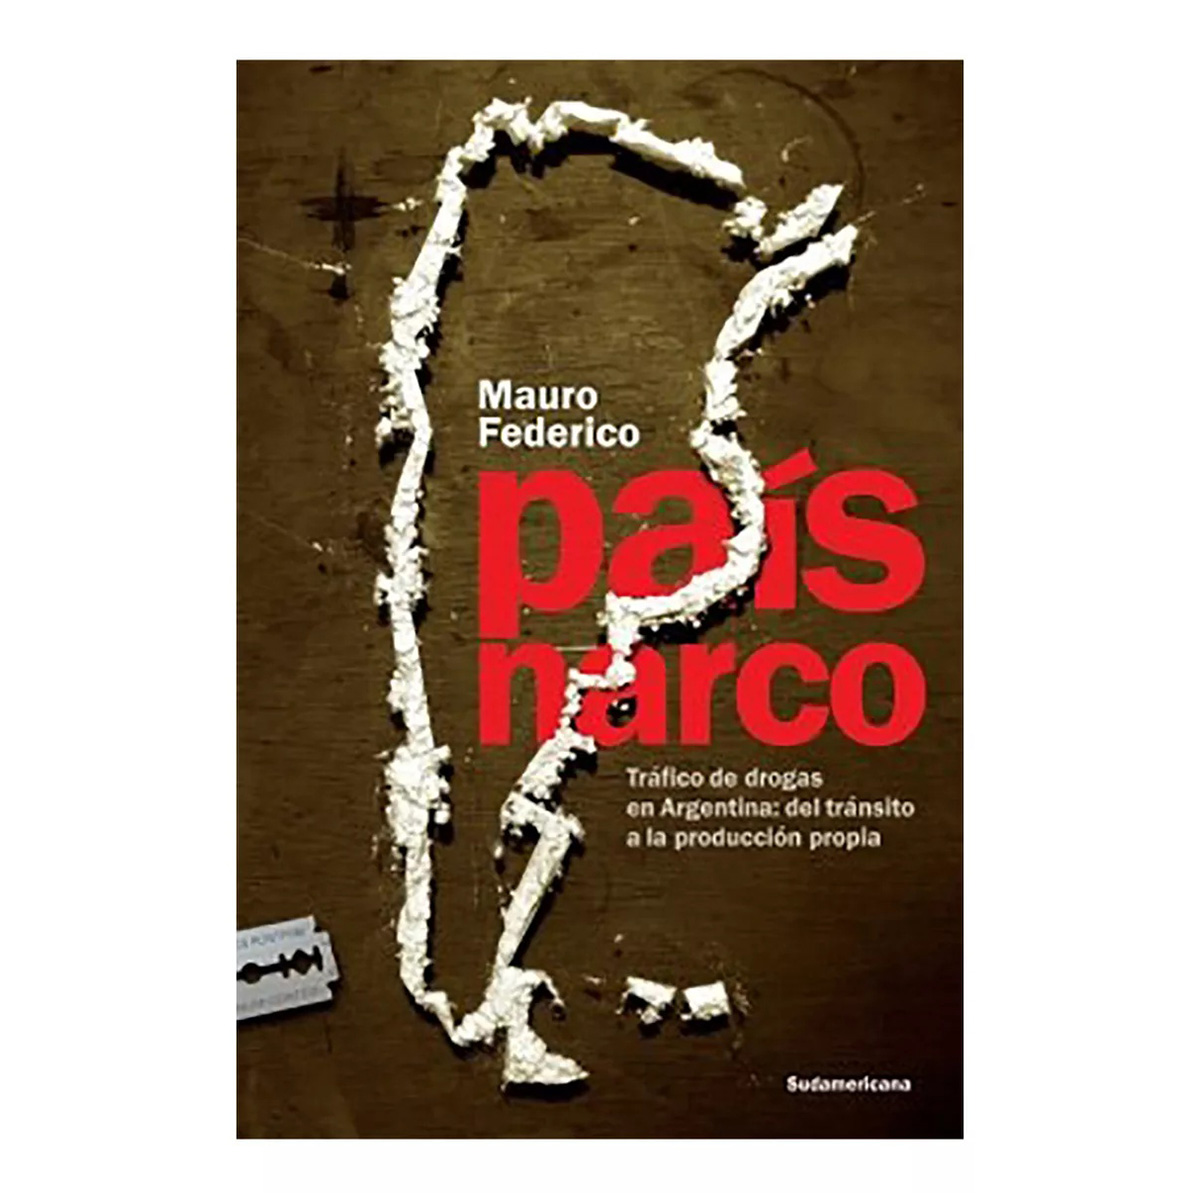 Mauro
Federico
país
narco
Tráfico de drogas
en Argentina: del tránsito
a la producción propia
Sudamericana